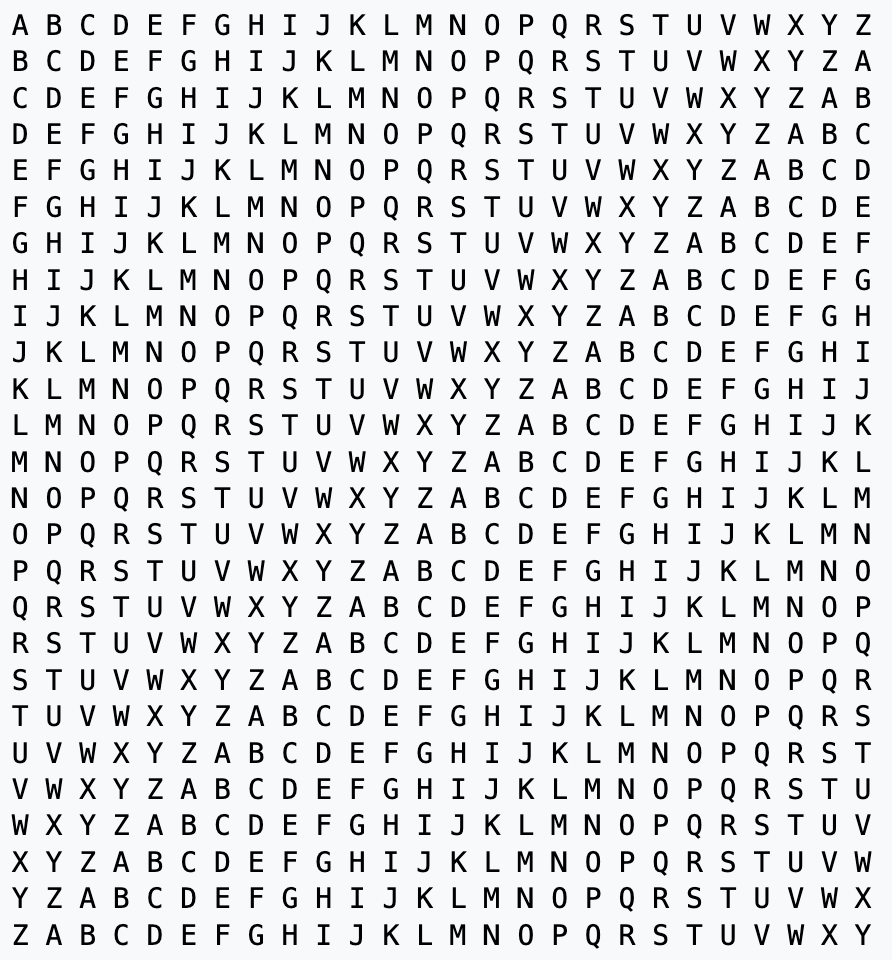 A B C D E F G H I J K L M N O P Q R S T U V W X Y Z
B C D E F G H I J K L M N O P Q R S T U V W X Y Z A
C D E F G H I J K L M N O P Q R S T U V W X Y Z A B
D E F G H I J K L M N O P Q R S T U V W X Y Z A B C
E F G H I J K L M N O P Q R S T U V W X Y Z A B C D
F G H I J K L M N O P Q R S T U V W X Y Z A B C D E
G H I J K L M N O P Q R S T U V W X Y Z A B C D E F
H I J K L M N O P Q R S T U V W X Y Z A B C D E F G
I J K L M N O P Q R S T U V W X Y Z A B C D E F G H
J K L M N O P Q R S T U V W X Y Z A B C D E F G H I
K L M N O P Q R S T U V W X Y Z A B C D E F G H I J
L M N O P Q R S T U V W X Y Z A B C D E F G H I J K
M N O P Q R S T U V W X Y Z A B C D E F G H I J K L
N O P Q R S T U V W X Y Z A B C D E F G H I J K L M
O P Q R S T U V W X Y Z A B C D E F G H I J K L M N
P Q R S T U V W X Y Z A B C D E F G H I J K L M N O
Q R S T U V W X Y Z A B C D E F G H I J K L M N O P
R S T U V W X Y Z A B C D E F G H I J K L M N O P Q
S T U V W X Y Z A B C D E F G H I J K L M N O P Q R
T U V W X Y Z A B C D E F G H I J K L M N O P Q R S
U V W X Y Z A B C D E F G H I J K L M N O P Q R S T
V W X Y Z A B C D E F G H I J K L M N O P Q R S T U
W X Y Z A B C D E F G H I J K L M N O P Q R S T U V
X Y Z A B C D E F G H I J K L M N O P Q R S T U V W
Y Z A B C D E F G H I J K L M N O P Q R S T U V W X
Z A B C D E F G H I J K L M N O P Q R S T U V W X Y